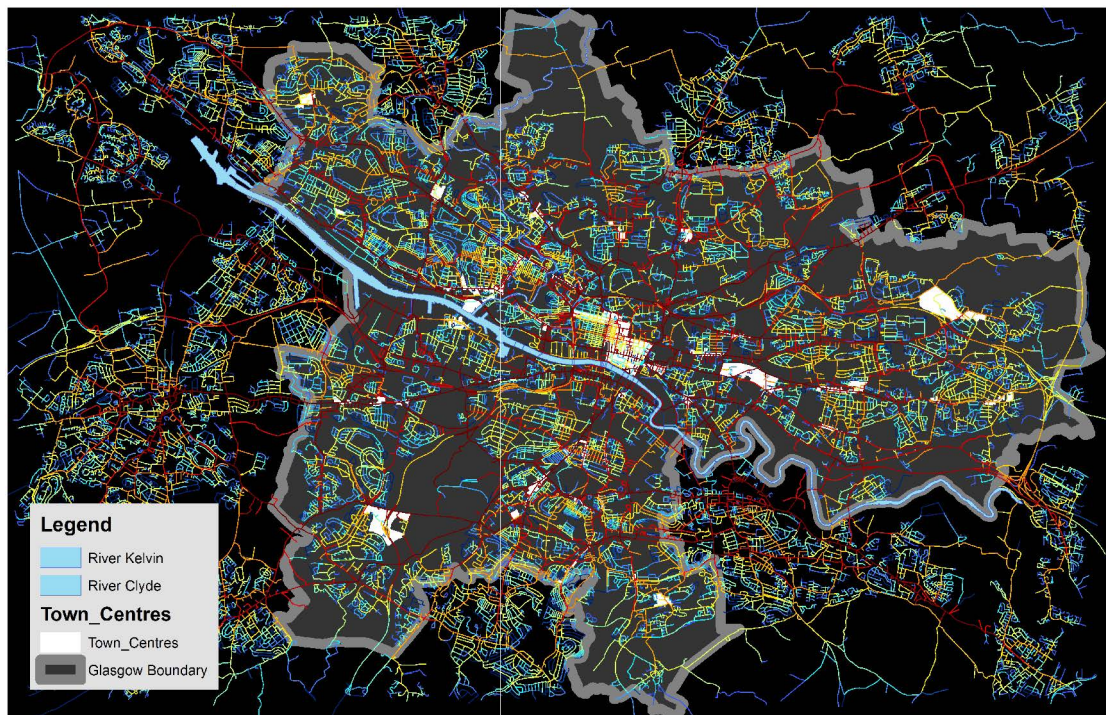 Legend
River Kelvin
River Clyde
Town_Centres
Town_Centres
Glasgow Boundary